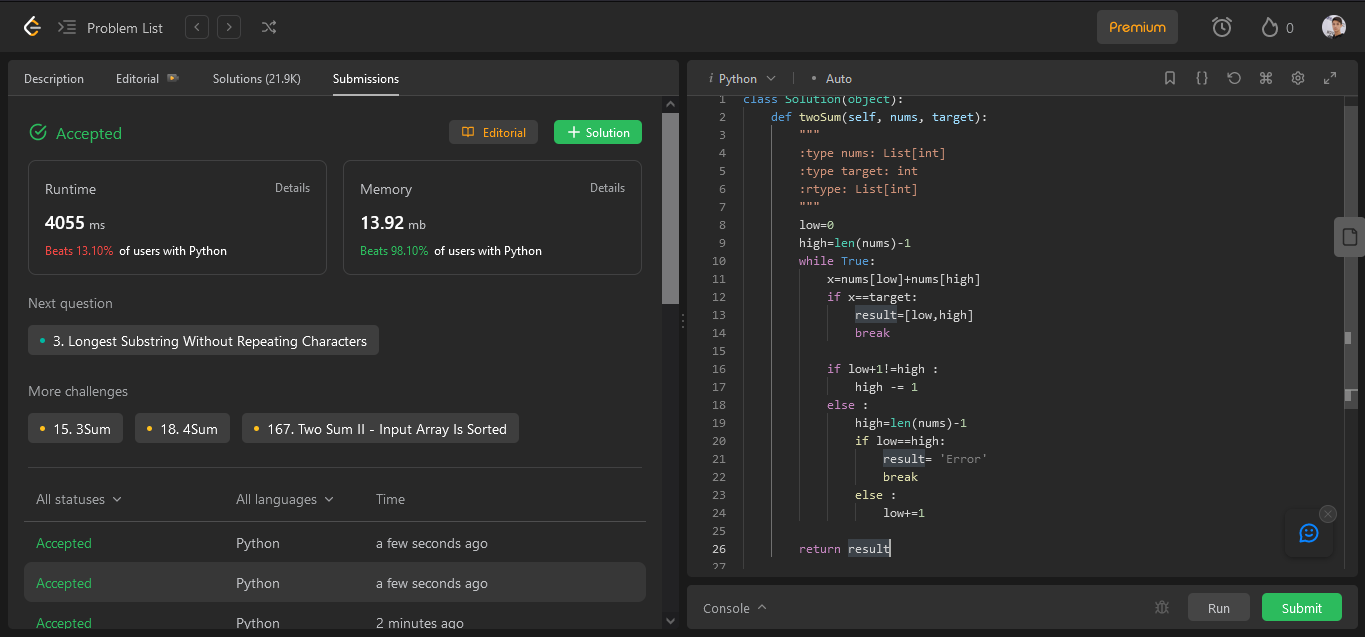 Problem List
Premium
0
Description Editorial Solutions (21.9K) Submissions
Accepted
Editorial
+ Solution
Runtime Details
4055 ms
Beats 13.10% of users with Python
Memory Details
13.92 mb
Beats 98.10% of users with Python
Next question
3. Longest Substring Without Repeating Characters
More challenges
15. 3Sum
18. 4Sum
167. Two Sum II - Input Array Is Sorted
All statuses All languages Time
Accepted Python a few seconds ago
Accepted Python a few seconds ago
Accepted Python 2 minutes ago
i Python • Auto
1 class Solution(object):
2 def twoSum(self, nums, target):
3 """
4 :type nums: List[int]
5 :type target: int
6 :rtype: List[int]
7 """
8 low=0
9 high=len(nums)-1
10 while True:
11 x=nums[low]+nums[high]
12 if x==target:
13 result=[low,high]
14 break
15
16 if low+1!=high :
17 high -= 1
18 else :
19 high=len(nums)-1
20 if low==high:
21 result= 'Error'
22 break
23 else :
24 low+=1
25
26 return result
27
Console
Run
Submit